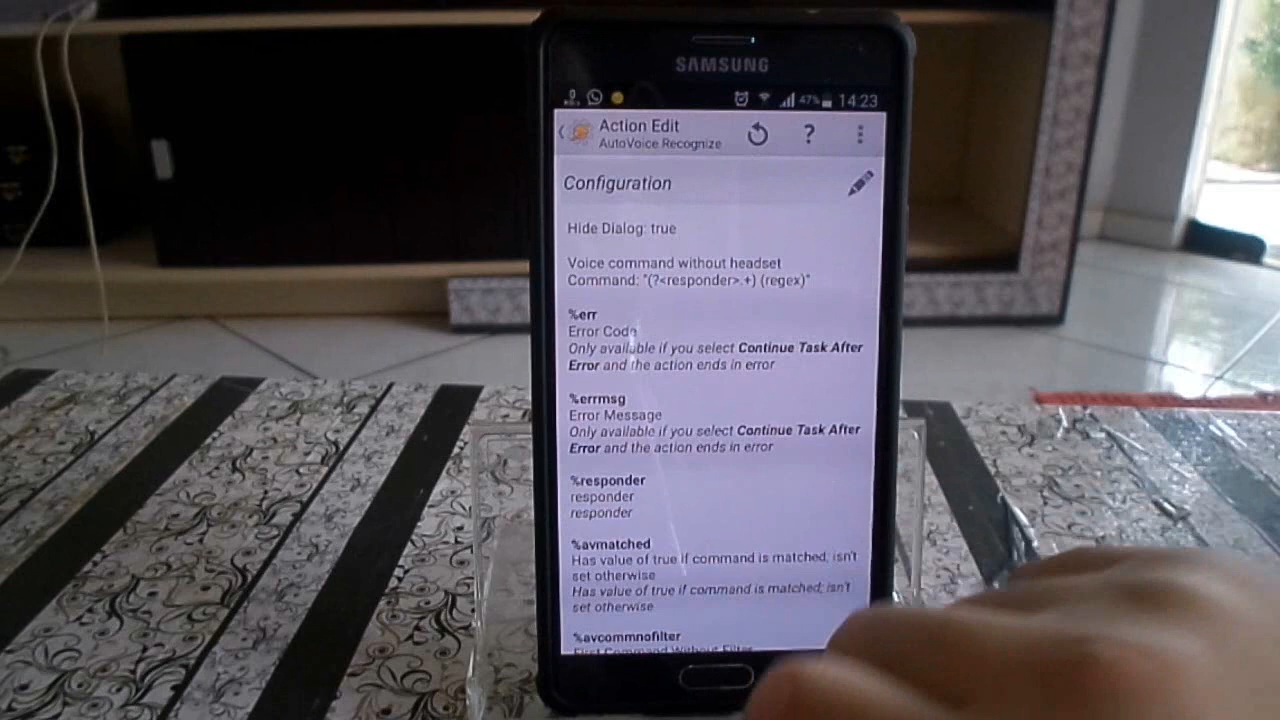 SAMSUNG
47% 14:23
Action Edit
AutoVoice Recognize
?
Configuration
Hide Dialog: true
Voice command without headset
Command: "(?<responder>.+) (regex)"
%err
Error Code
Only available if you select Continue Task After
Error and the action ends in error
%errmsg
Error Message
Only available if you select Continue Task After
Error and the action ends in error
%responder
responder
responder
%avmatched
Has value of true if command is matched; isn't
set otherwise
Has value of true if command is matched; isn't
set otherwise
%avcommnofilter
First Command Without Filter